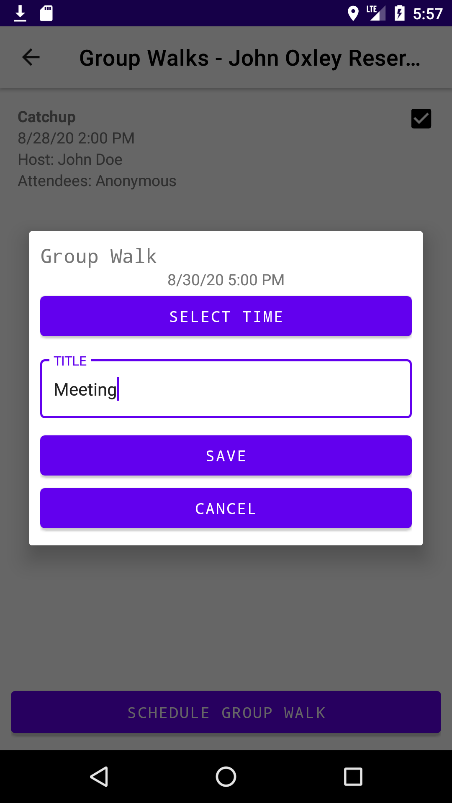 LTE 5:57
Group Walks - John Oxley Reser...
Catchup
8/28/20 2:00 PM
Host: John Doe
Attendees: Anonymous
Group Walk
8/30/20 5:00 PM
SELECT TIME
TITLE
Meeting
SAVE
CANCEL
SCHEDULE GROUP WALK